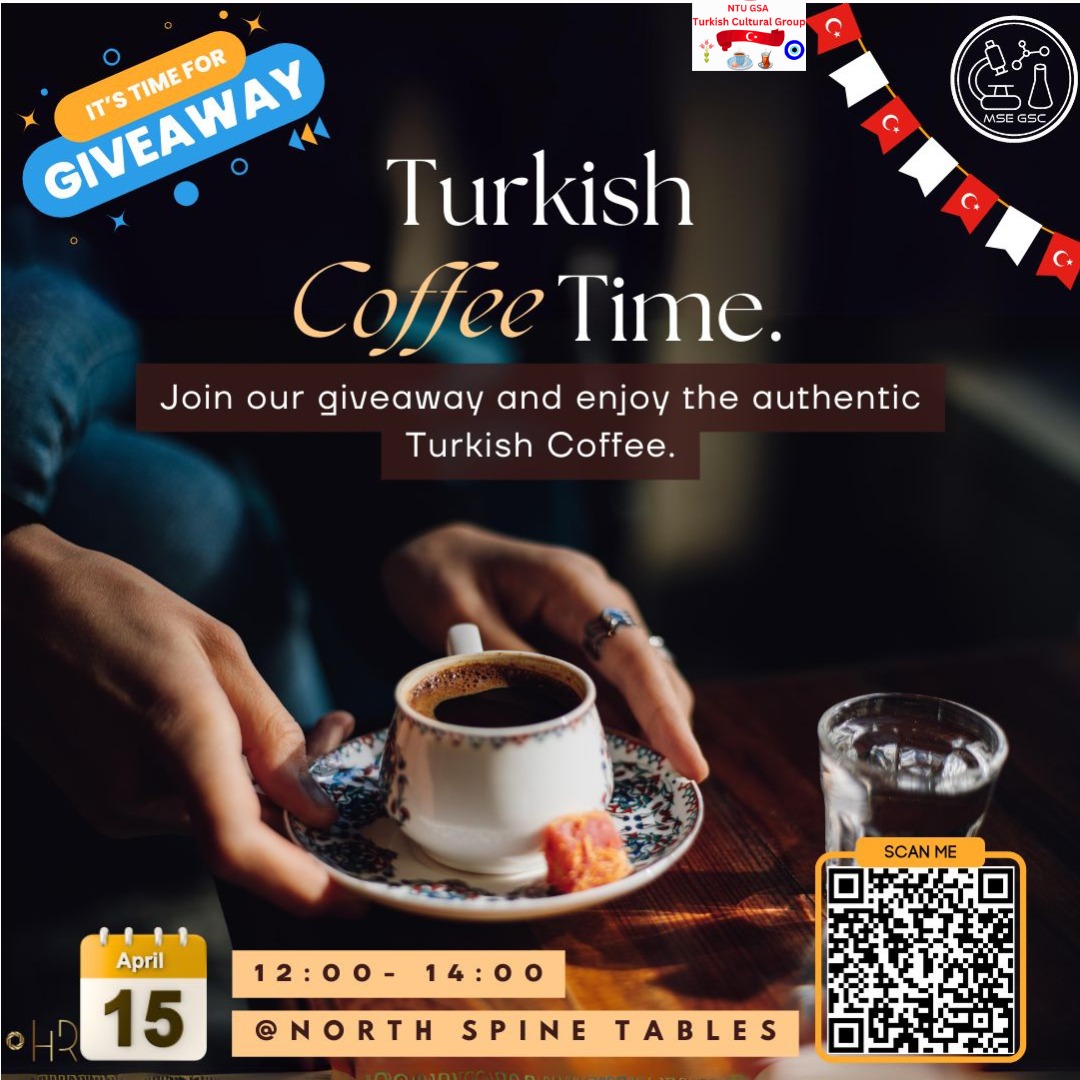 NTU GSA
Turkish Cultural Group
IT'S TIME FOR
GIVEAWAY
MSE GSC
Turkish
Coffee Time.
Join our giveaway and enjoy the authentic
Turkish Coffee.
SCAN ME
April
15
12:00- 14:00
@NORTH SPINE TABLES
HR